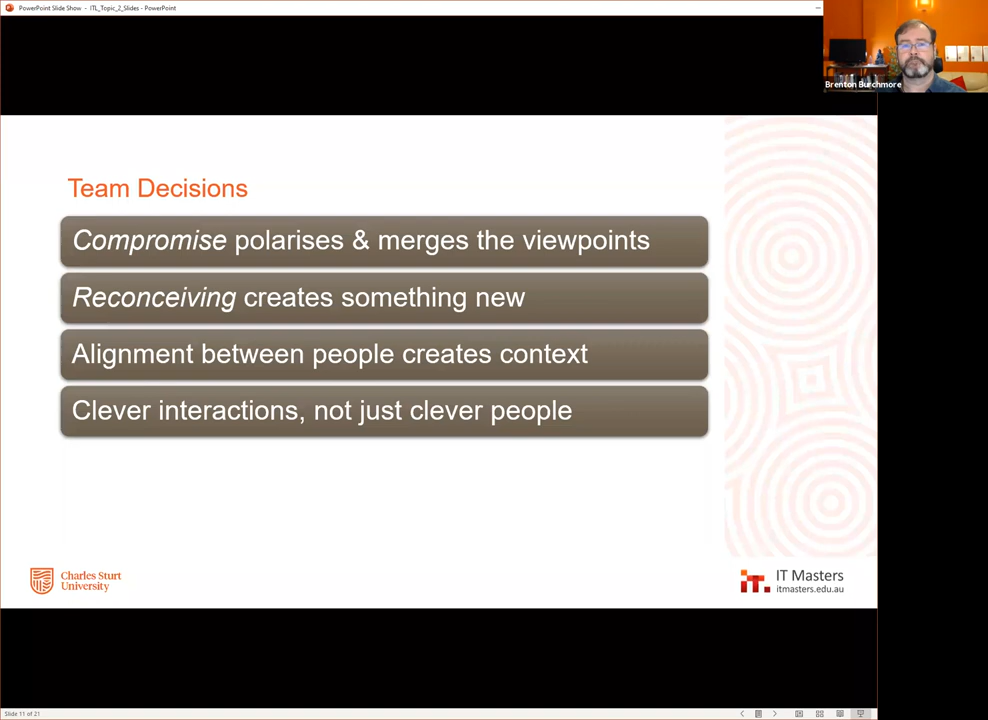 PowerPoint Slide Show - ITL_Topic_2_Slides - PowerPoint
Brenton Burchmore
Team Decisions
Compromise polarises & merges the viewpoints
Reconceiving creates something new
Alignment between people creates context
Clever interactions, not just clever people
Charles Sturt
University
IT Masters
itmasters.edu.au
Slide 11 of 21